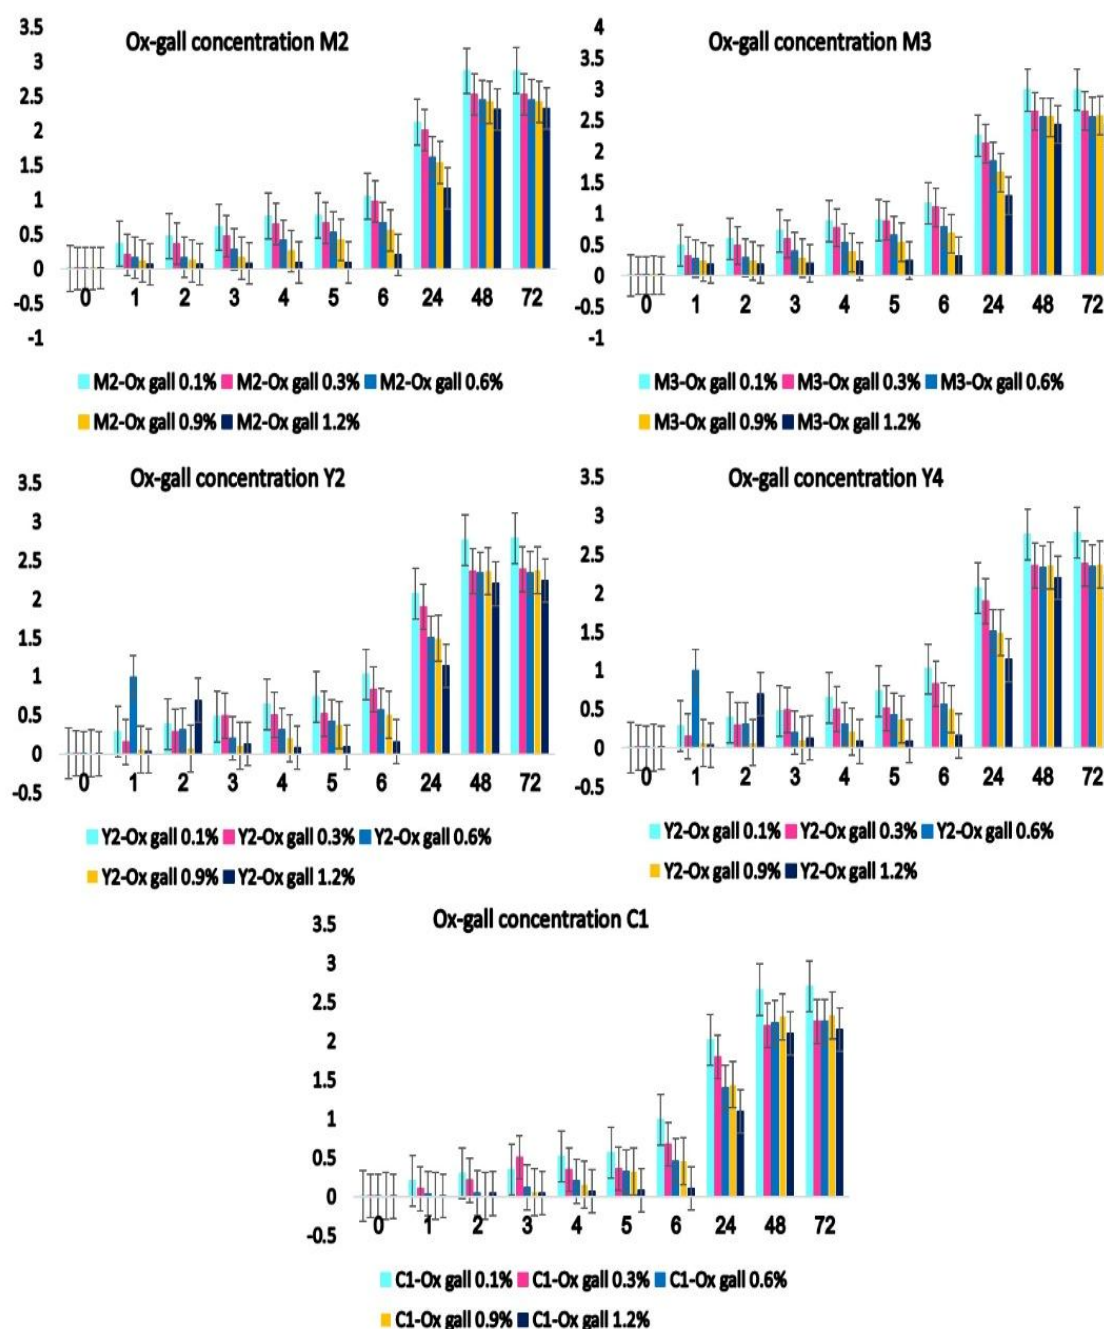 Ox-gall concentration M2
3.5
3
2.5
2
1.5
1
0.5
0
-0.5
-1
0 1 2 3 4 5 6 24 48 72
M2-Ox gall 0.1% M2-Ox gall 0.3% M2-Ox gall 0.6%
M2-Ox gall 0.9% M2-Ox gall 1.2%
Ox-gall concentration M3
4
3.5
3
2.5
2
1.5
1
0.5
0
-0.5
-1
0 1 2 3 4 5 6 24 48 72
M3-Ox gall 0.1% M3-Ox gall 0.3% M3-Ox gall 0.6%
M3-Ox gall 0.9% M3-Ox gall 1.2%
Ox-gall concentration Y2
3.5
3
2.5
2
1.5
1
0.5
0
-0.5
0 1 2 3 4 5 6 24 48 72
Y2-Ox gall 0.1% Y2-Ox gall 0.3% Y2-Ox gall 0.6%
Y2-Ox gall 0.9% Y2-Ox gall 1.2%
Ox-gall concentration Y4
3.5
3
2.5
2
1.5
1
0.5
0
-0.5
0 1 2 3 4 5 6 24 48 72
Y2-Ox gall 0.1% Y2-Ox gall 0.3% Y2-Ox gall 0.6%
Y2-Ox gall 0.9% Y2-Ox gall 1.2%
Ox-gall concentration C1
3.5
3
2.5
2
1.5
1
0.5
0
-0.5
0 1 2 3 4 5 6 24 48 72
C1-Ox gall 0.1% C1-Ox gall 0.3% C1-Ox gall 0.6%
C1-Ox gall 0.9% C1-Ox gall 1.2%